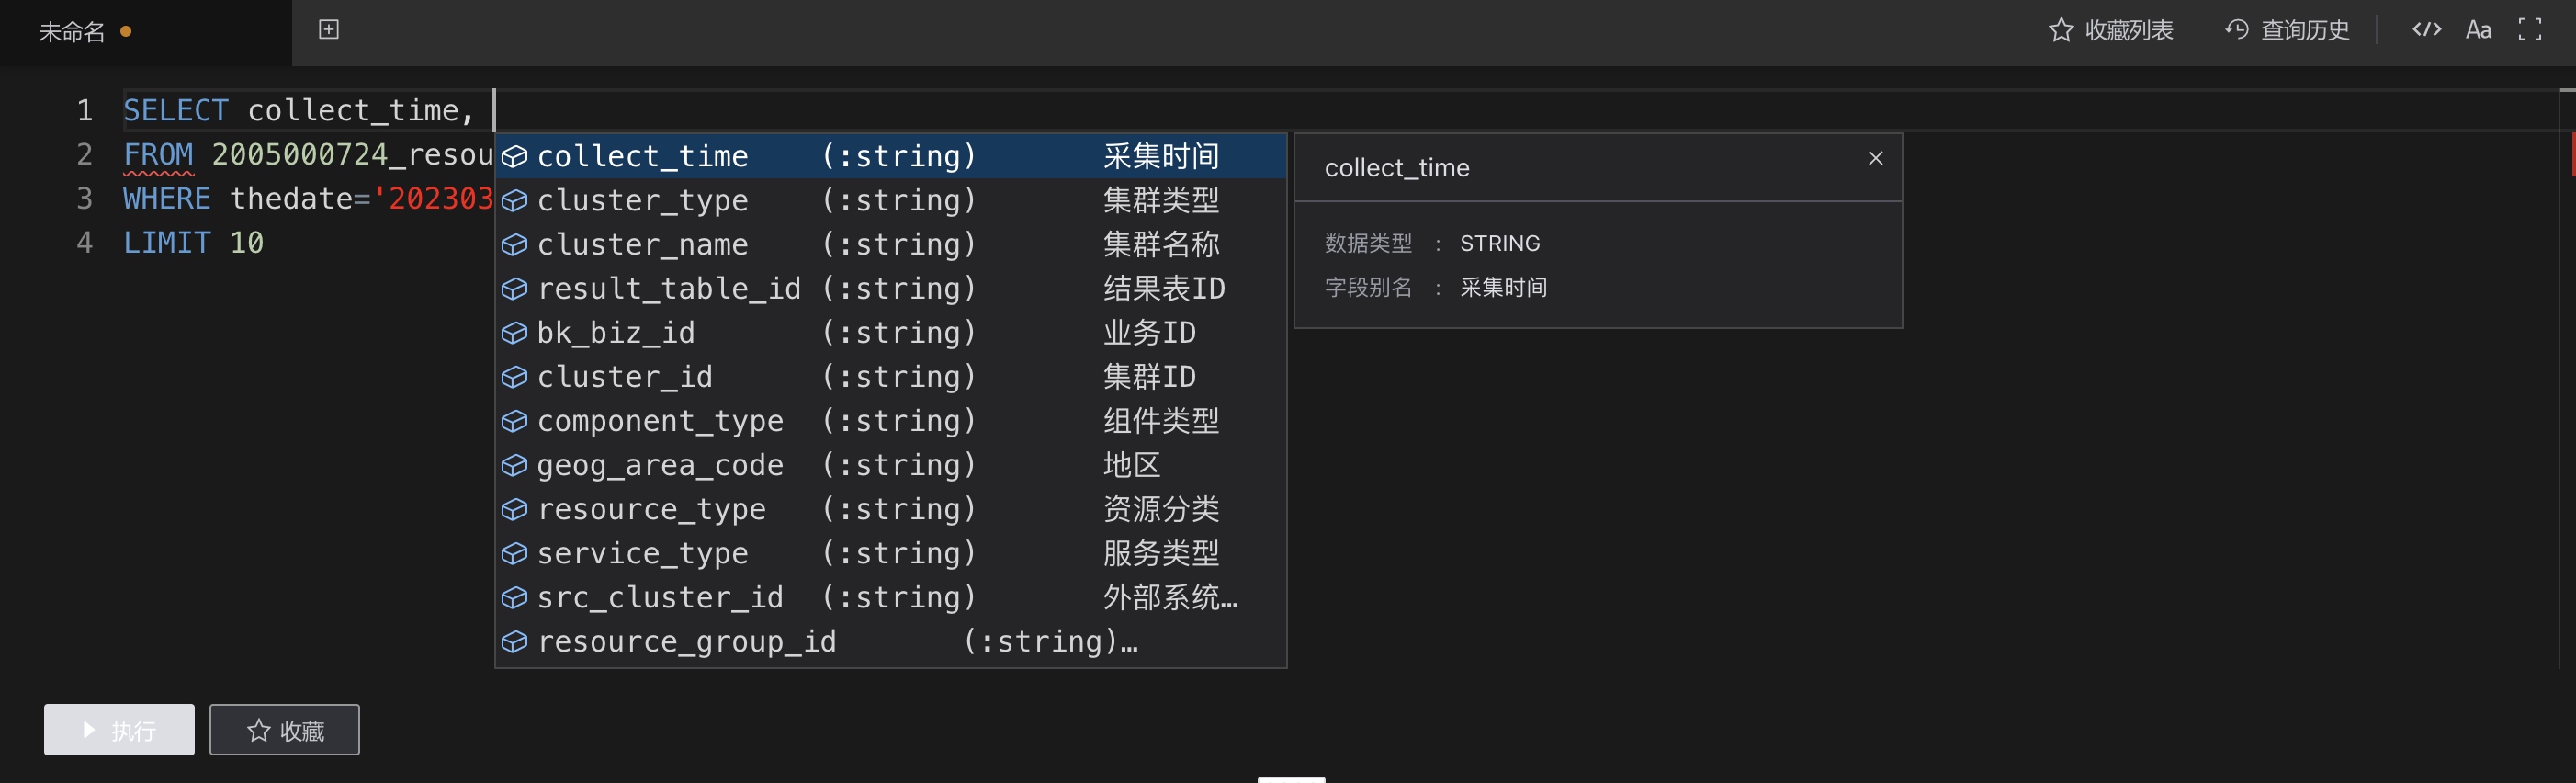 未命名
收藏列表 查询历史 </> Aa
1 SELECT collect_time,
2 FROM 2005000724_resou
3 WHERE thedate='202303
4 LIMIT 10
collect_time (:string) 采集时间
cluster_type (:string) 集群类型
cluster_name (:string) 集群名称
result_table_id (:string) 结果表ID
bk_biz_id (:string) 业务ID
cluster_id (:string) 集群ID
component_type (:string) 组件类型
geog_area_code (:string) 地区
resource_type (:string) 资源分类
service_type (:string) 服务类型
src_cluster_id (:string) 外部系统…
resource_group_id (:string)…
collect_time
数据类型 : STRING
字段别名 : 采集时间
执行 收藏